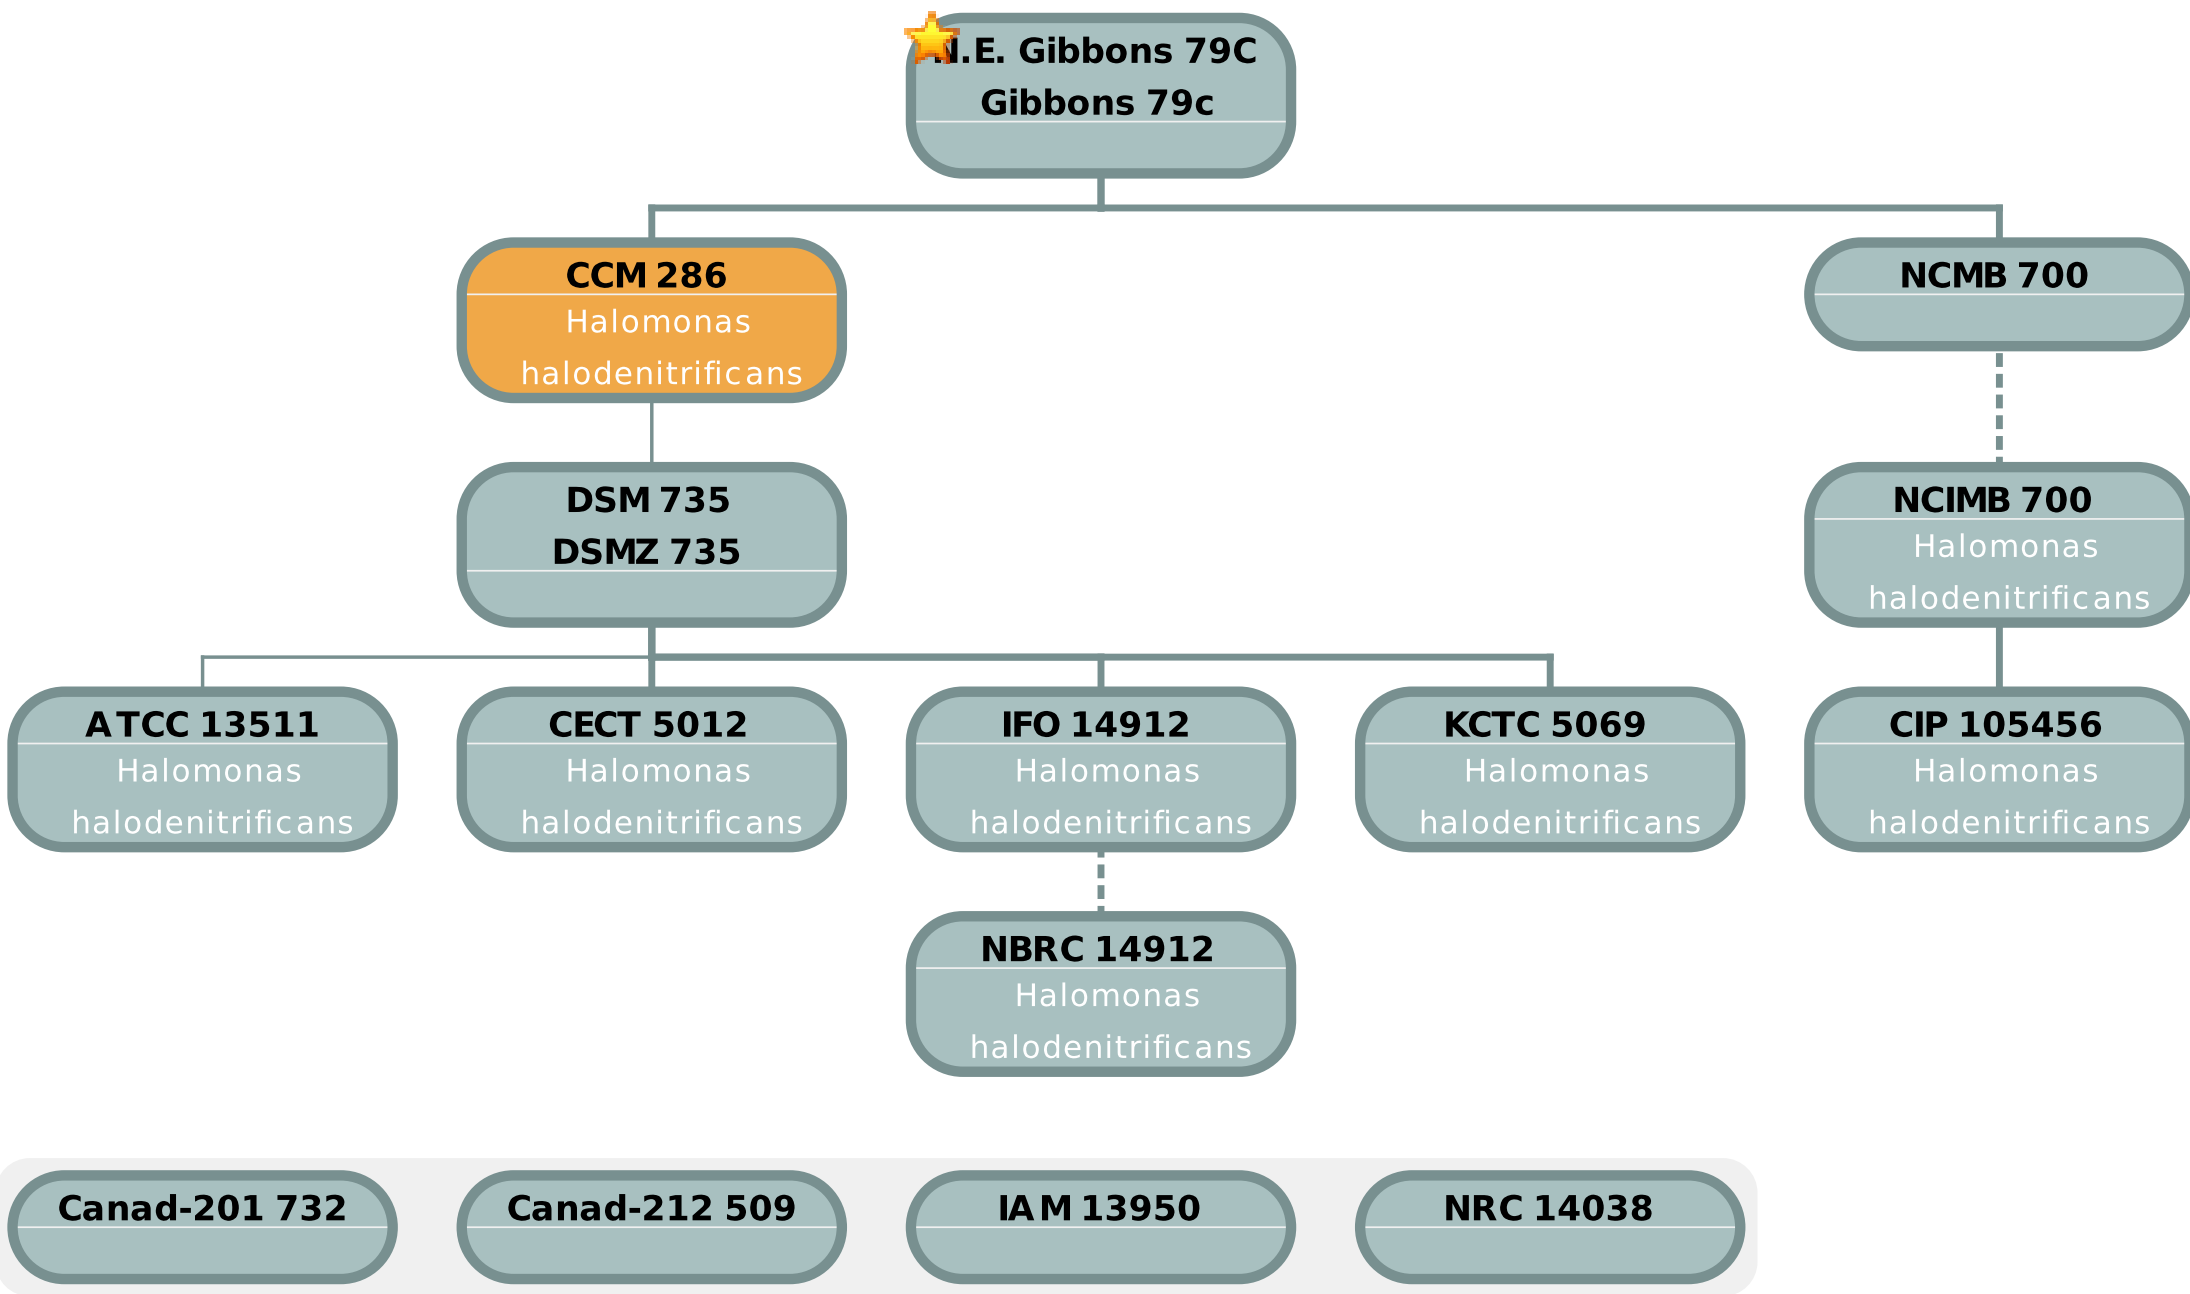 N.E. Gibbons 79C
Gibbons 79c
CCM 286
Halomonas
halodenitrificans
NCMB 700
DSM 735
DSMZ 735
NCIMB 700
Halomonas
halodenitrificans
ATCC 13511
Halomonas
halodenitrificans
CECT 5012
Halomonas
halodenitrificans
IFO 14912
Halomonas
halodenitrificans
KCTC 5069
Halomonas
halodenitrificans
CIP 105456
Halomonas
halodenitrificans
NBRC 14912
Halomonas
halodenitrificans
Canad-201 732
Canad-212 509
IAM 13950
NRC 14038